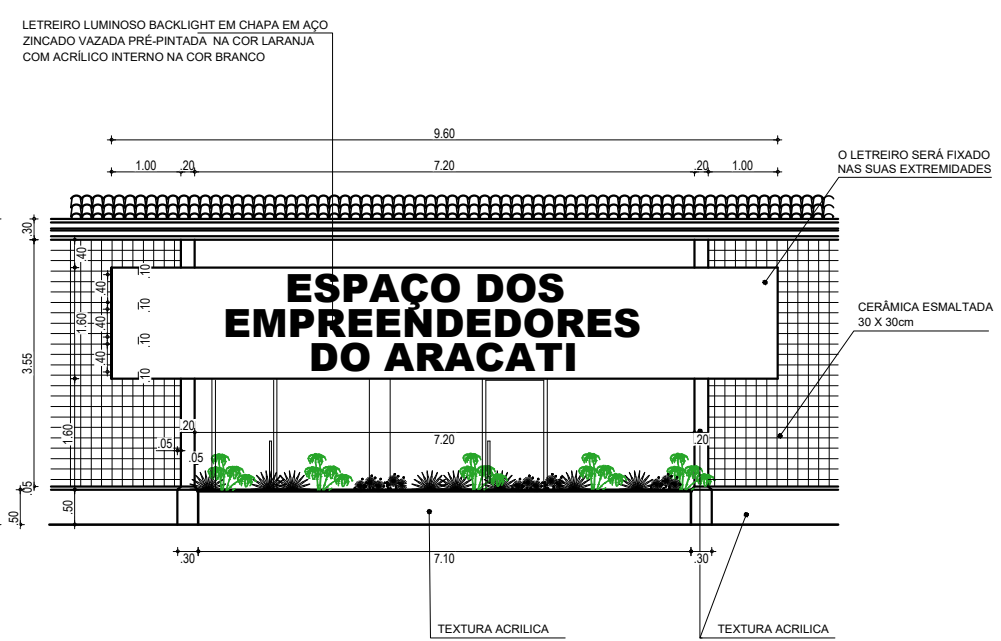 LETREIRO LUMINOSO BACKLIGHT EM CHAPA EM AÇO
ZINCADO VAZADA PRÉ-PINTADA NA COR LARANJA
COM ACRÍLICO INTERNO NA COR BRANCO
9.60
1.00 .20 7.20 .20 1.00
O LETREIRO SERÁ FIXADO
NAS SUAS EXTREMIDADES
.30
.40
.10
.40
.10
.40
.10
.40
.10
1.60
3.55
ESPAÇO DOS
EMPREENDEDORES
DO ARACATI
CERÂMICA ESMALTADA
30 X 30cm
1.60
.20 7.20 .20
.05
.05
.05
.50
.50
.30 7.10 .30
TEXTURA ACRILICA
TEXTURA ACRILICA